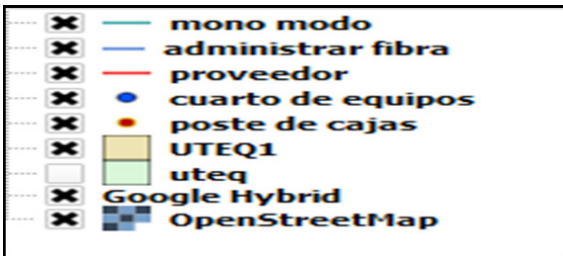 mono modo
administrar fibra
proveedor
cuarto de equipos
poste de cajas
UTEQ1
uteq
Google Hybrid
OpenStreetMap